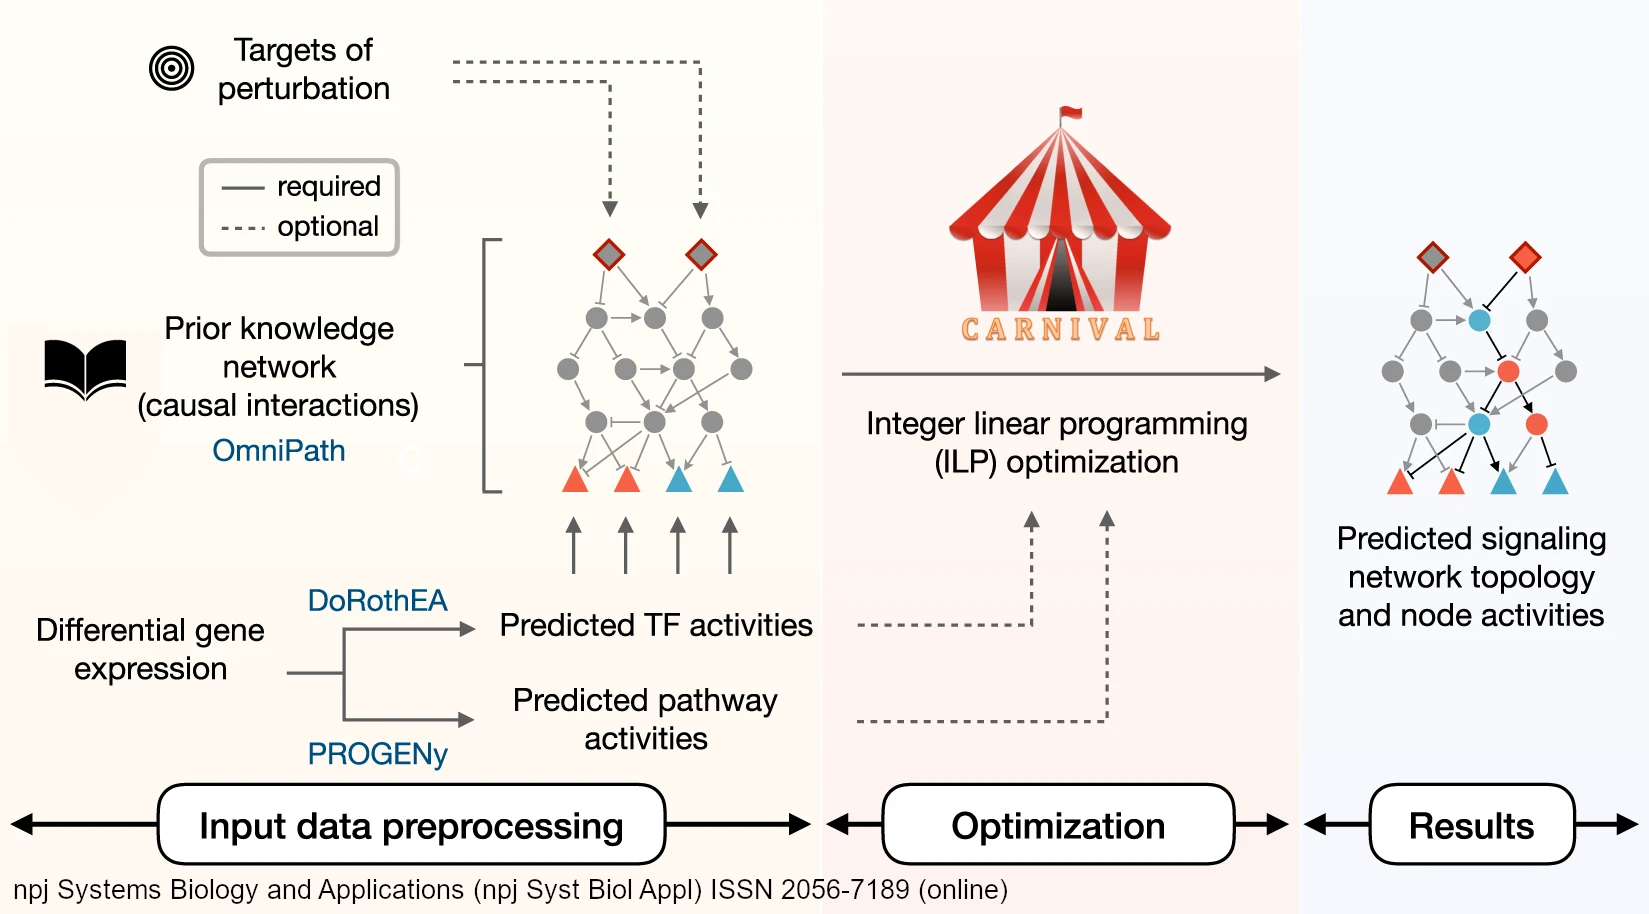 Targets of
perturbation
required
optional
Prior knowledge
network
(causal interactions)
OmniPath
DoRothEA
Differential gene
expression
Predicted TF activities
Predicted pathway
activities
PROGENy
CARNIVAL
Integer linear programming
(ILP) optimization
Predicted signaling
network topology
and node activities
Input data preprocessing
Optimization
Results
npj Systems Biology and Applications (npj Syst Biol Appl) ISSN 2056-7189 (online)